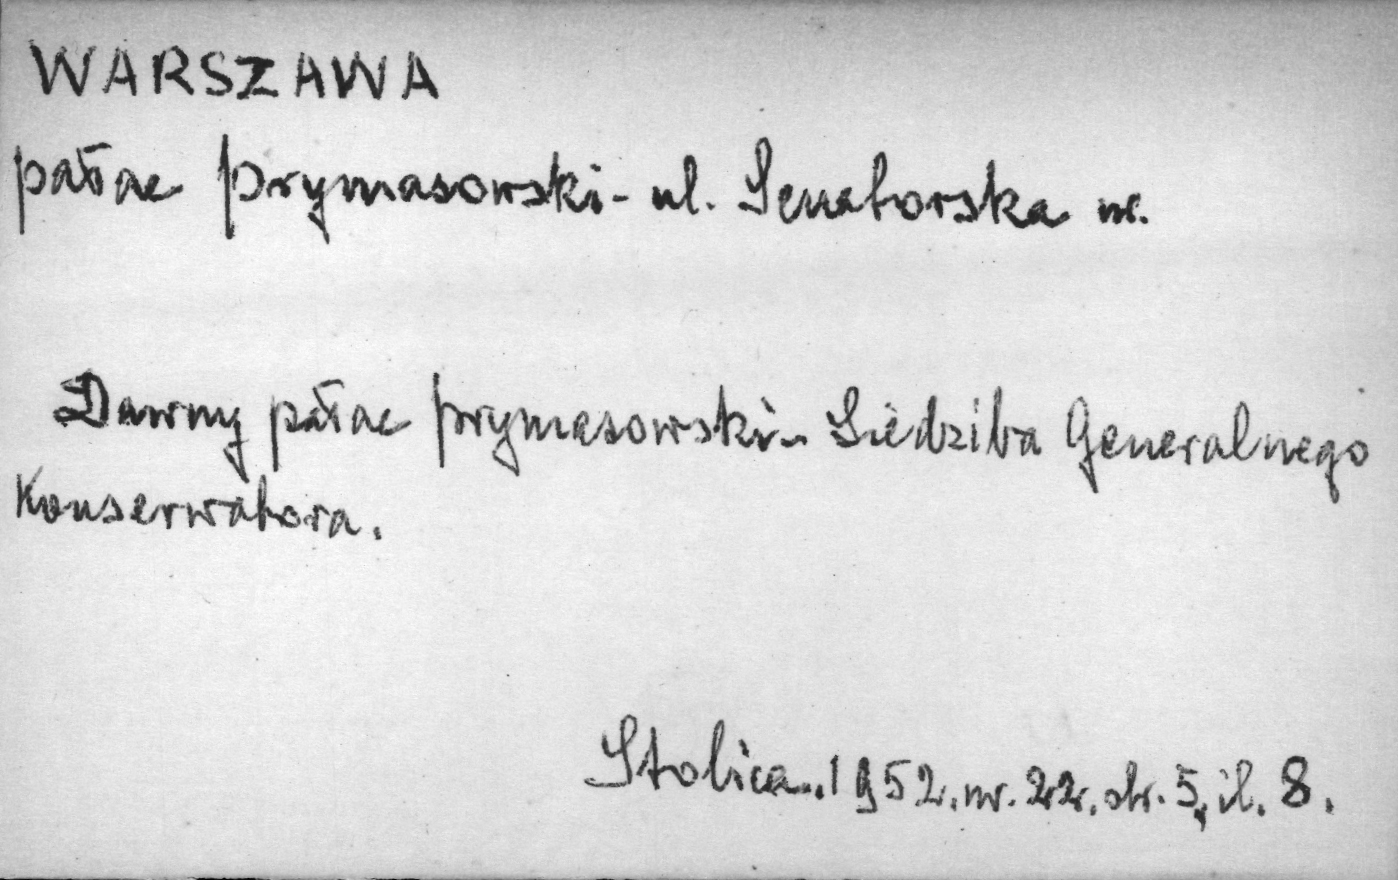 WARSZAWA
pałac prymasowski - ul. Senatorska nr.
Dawny pałac prymasowski - Siedziba Generalnego
Konserwatora.
Stolica. 1952. nr. 22. str. 5, il. 8.